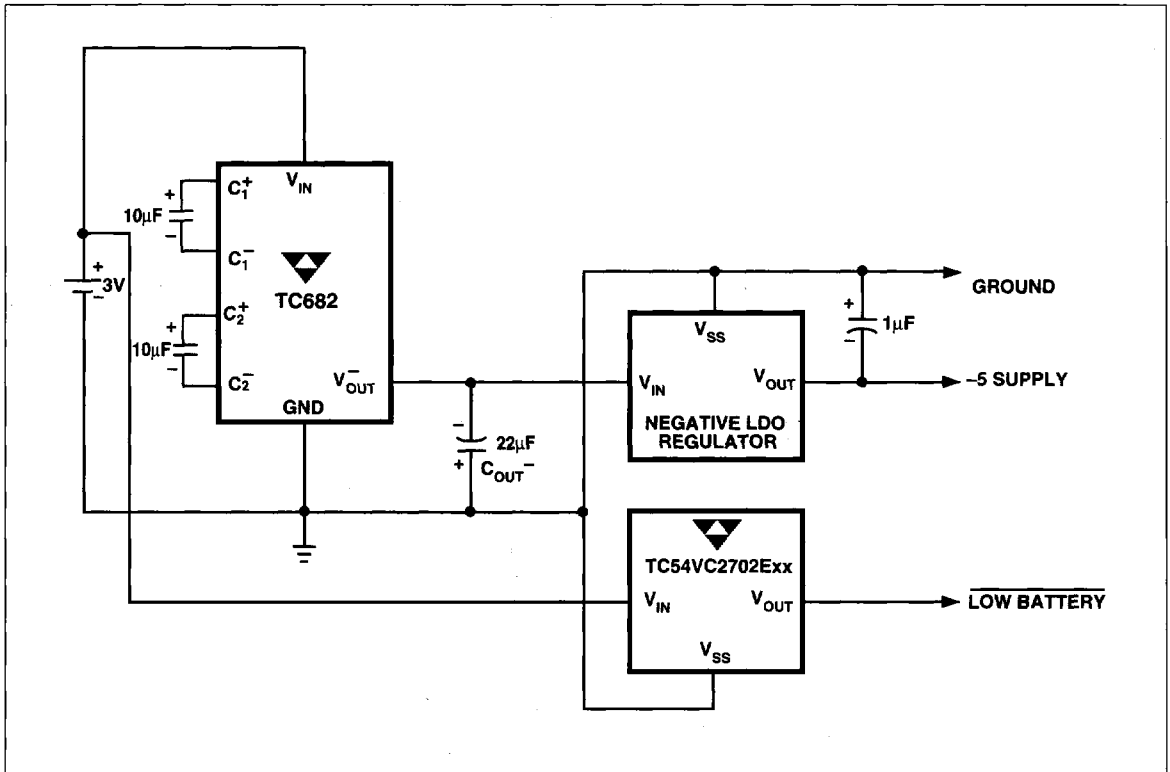 C1+
VIN
+
10µF
−
C1−
TC682
+
3V
−
C2+
+
10µF
−
C2−
VOUT−
GND
−
22µF
+
COUT−
VSS
VIN
VOUT
NEGATIVE LDO
REGULATOR
+
1µF
−
GROUND
−5 SUPPLY
TC54VC2702Exx
VIN
VOUT
VSS
LOW BATTERY